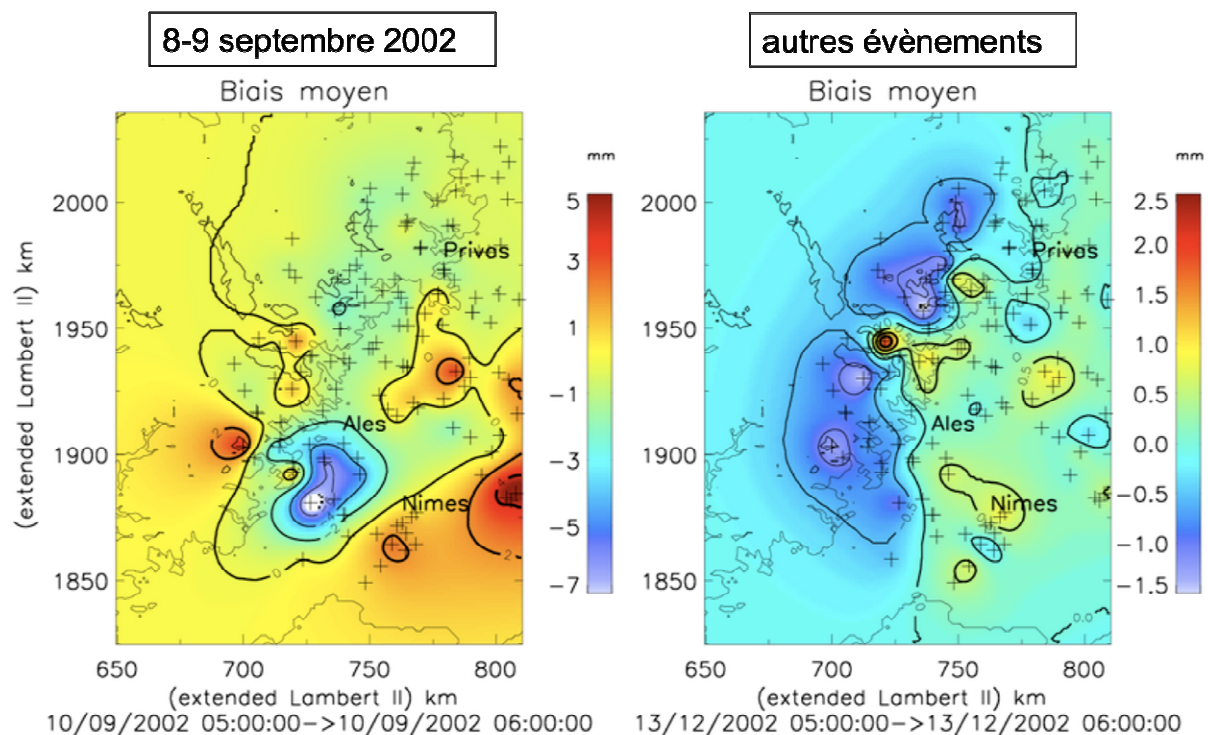 8-9 septembre 2002
autres évènements
Biais moyen
Biais moyen
mm
mm
5
3
1
−1
−3
−5
−7
2.5
2.0
1.5
1.0
0.5
0.0
−0.5
−1.0
−1.5
2000
1950
1900
1850
2000
1950
1900
1850
(extended Lambert II) km
Privas
Ales
Nimes
Privas
Ales
Nimes
650 700 750 800
650 700 750 800
(extended Lambert II) km
(extended Lambert II) km
10/09/2002 05:00:00−>10/09/2002 06:00:00
13/12/2002 05:00:00−>13/12/2002 06:00:00